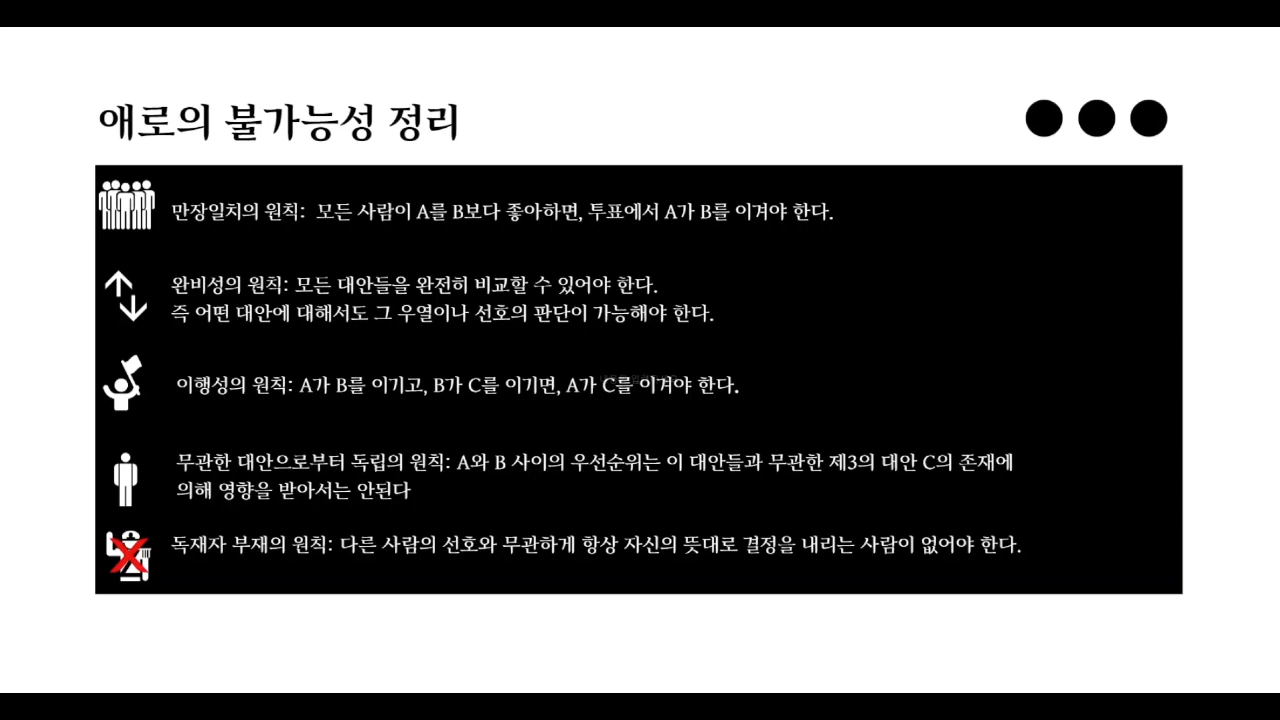 애로의 불가능성 정리
만장일치의 원칙: 모든 사람이 A를 B보다 좋아하면, 투표에서 A가 B를 이겨야 한다.
완비성의 원칙: 모든 대안들을 완전히 비교할 수 있어야 한다.
즉 어떤 대안에 대해서도 그 우열이나 선호의 판단이 가능해야 한다.
이행성의 원칙: A가 B를 이기고, B가 C를 이기면, A가 C를 이겨야 한다.
무관한 대안으로부터 독립의 원칙: A와 B 사이의 우선순위는 이 대안들과 무관한 제3의 대안 C의 존재에
의해 영향을 받아서는 안된다
독재자 부재의 원칙: 다른 사람의 선호와 무관하게 항상 자신의 뜻대로 결정을 내리는 사람이 없어야 한다.